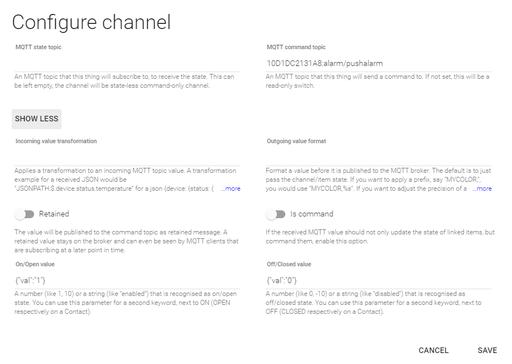 Configure channel
MQTT state topic
MQTT command topic
10D1DC2131A8;alarm/pushalarm
An MQTT topic that this thing will subscribe to, to receive the state. This can
be left empty, the channel will be state-less command-only channel.
An MQTT topic that this thing will send a command to. If not set, this will be a
read-only switch.
SHOW LESS
Incoming value transformation
Outgoing value format
Applies a transformation to an incoming MQTT topic value. A transformation
example for a received JSON would be
"JSONPATH:$.device.status.temperature" for a json {device: {status: { ...more
Format a value before it is published to the MQTT broker. The default is to just
pass the channel/item state. If you want to apply a prefix, say "MYCOLOR,",
you would use "MYCOLOR,%s". If you want to adjust the precision of a ...more
Retained
Is command
The value will be published to the command topic as retained message. A
retained value stays on the broker and can even be seen by MQTT clients that
are subscribing at a later point in time.
If the received MQTT value should not only update the state of linked items, but
command them, enable this option.
On/Open value
Off/Closed value
{"val":"1"}
{"val":"0"}
A number (like 1, 10) or a string (like "enabled") that is recognised as on/open
state. You can use this parameter for a second keyword, next to ON (OPEN
respectively on a Contact).
A number (like 0, -10) or a string (like "disabled") that is recognised as
off/closed state. You can use this parameter for a second keyword, next to
OFF (CLOSED respectively on a Contact).
CANCEL
SAVE